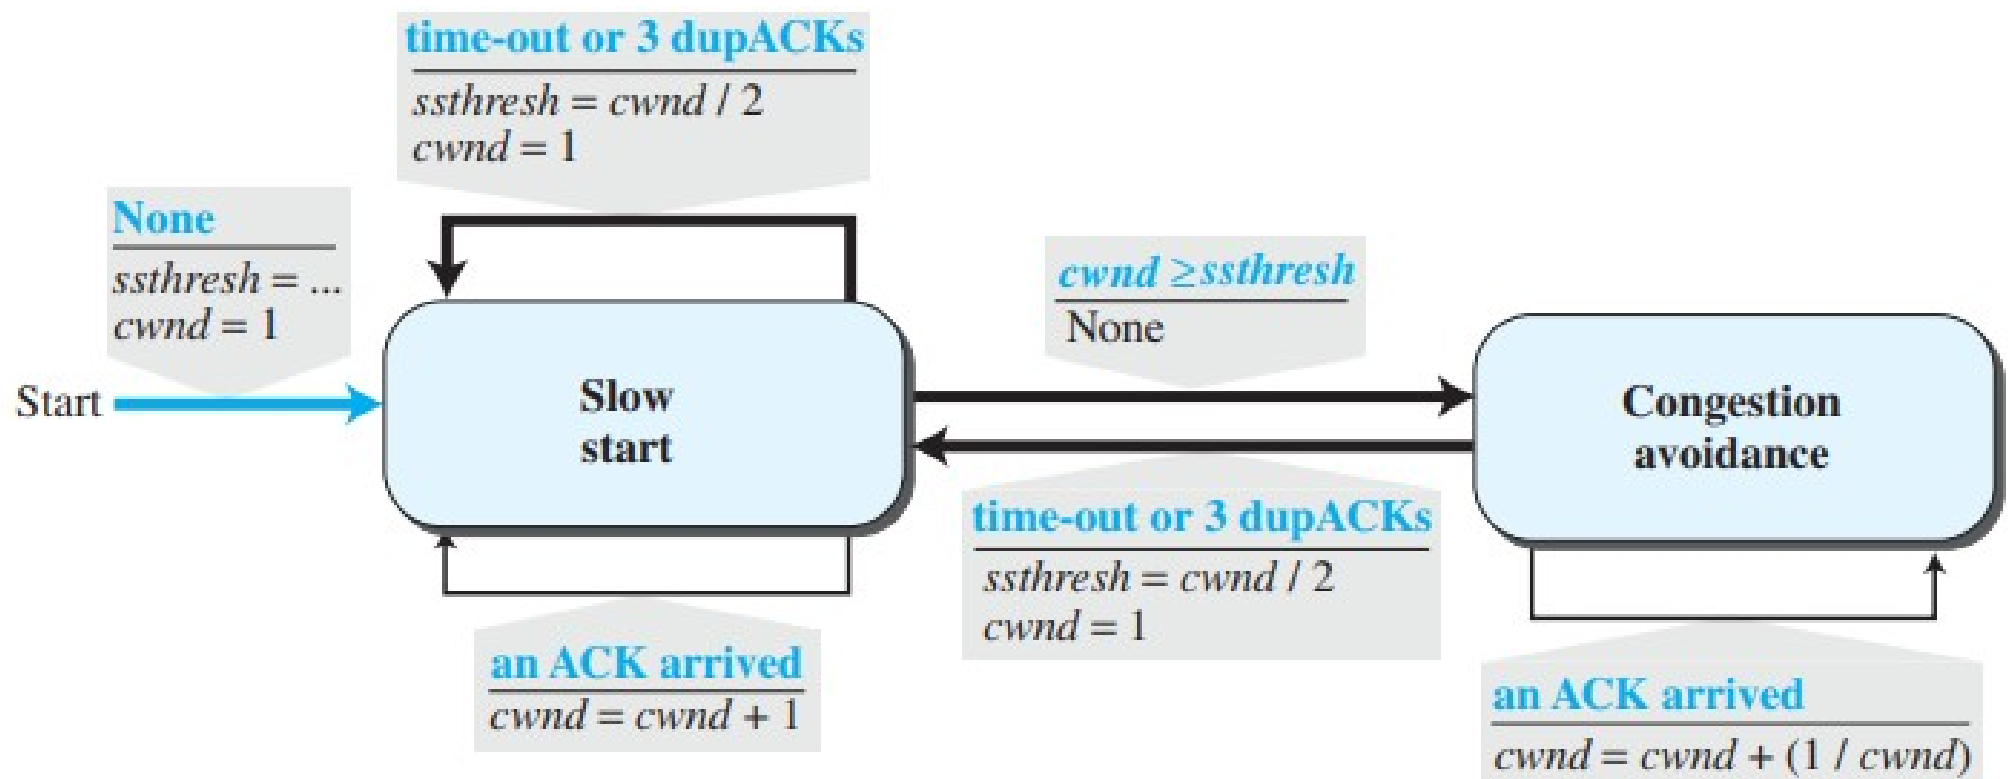 time-out or 3 dupACKs
ssthresh = cwnd / 2
cwnd = 1
None
ssthresh = ...
cwnd = 1
Start
Slow
start
cwnd ≥ssthresh
None
Congestion
avoidance
time-out or 3 dupACKs
ssthresh = cwnd / 2
cwnd = 1
an ACK arrived
cwnd = cwnd + 1
an ACK arrived
cwnd = cwnd + (1 / cwnd)